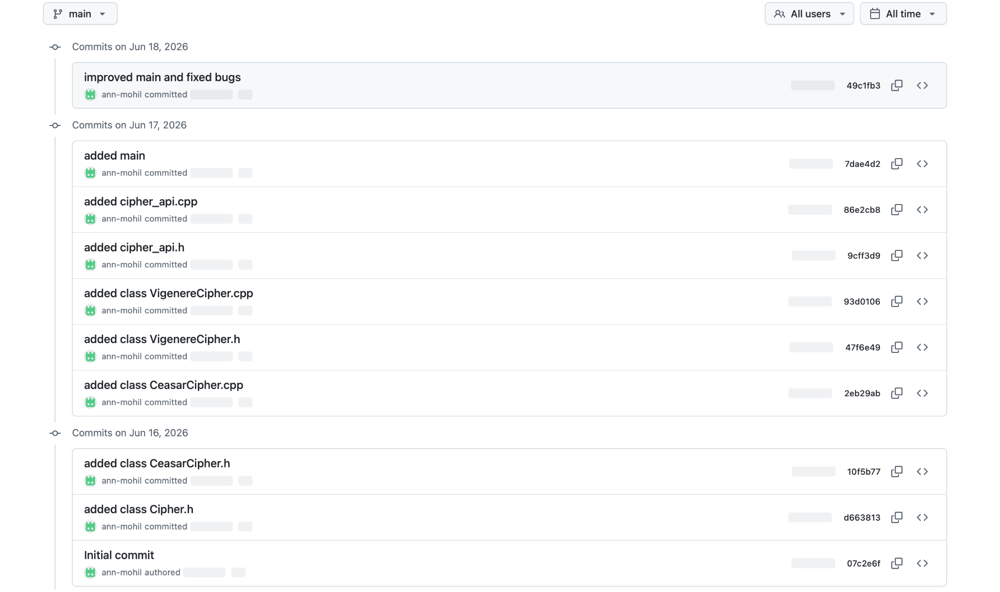 main
All users
All time
Commits on Jun 18, 2026
improved main and fixed bugs
ann-mohil committed
49c1fb3
Commits on Jun 17, 2026
added main
ann-mohil committed
7dae4d2
added cipher_api.cpp
ann-mohil committed
86e2cb8
added cipher_api.h
ann-mohil committed
9cff3d9
added class VigenereCipher.cpp
ann-mohil committed
93d0106
added class VigenereCipher.h
ann-mohil committed
47f6e49
added class CeasarCipher.cpp
ann-mohil committed
2eb29ab
Commits on Jun 16, 2026
added class CeasarCipher.h
ann-mohil committed
10f5b77
added class Cipher.h
ann-mohil committed
d663813
Initial commit
ann-mohil authored
07c2e6f